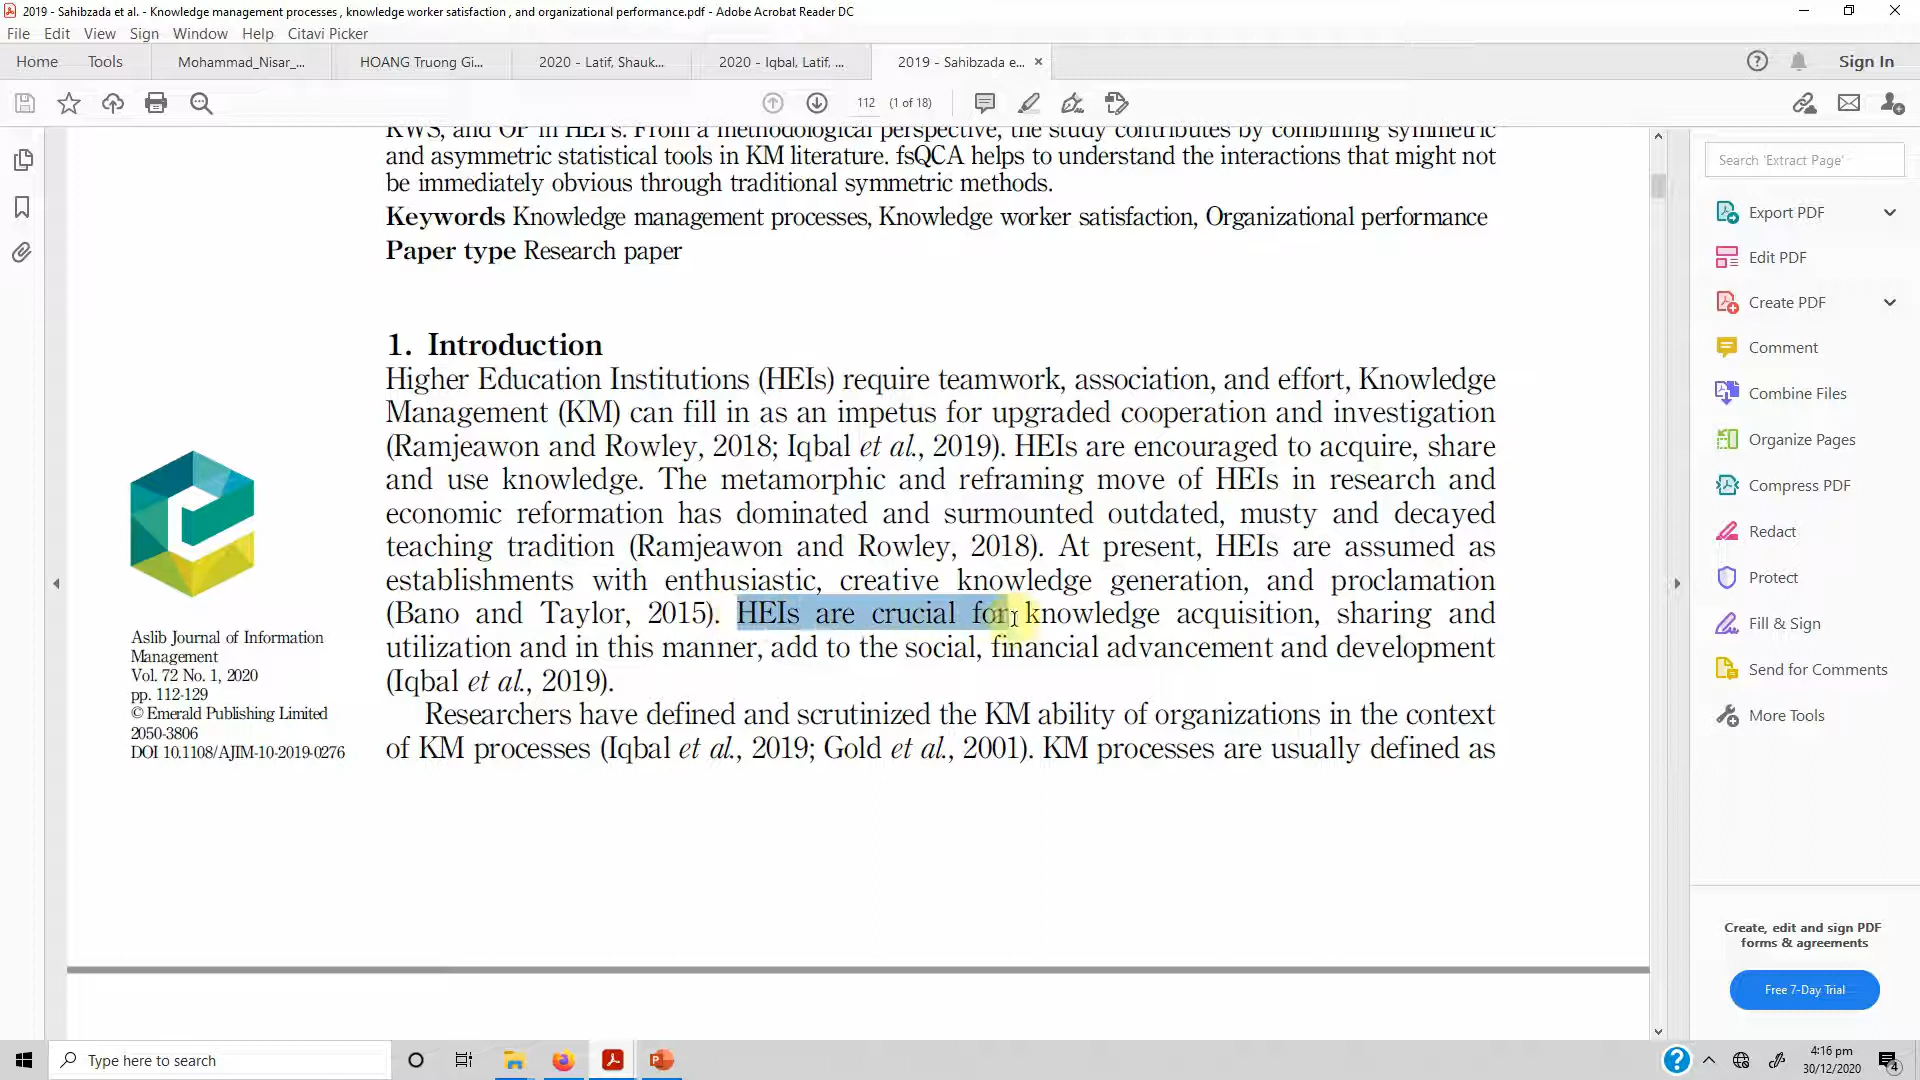 2019 - Sahibzada et al. - Knowledge management processes , knowledge worker satisfaction , and organizational performance.pdf - Adobe Acrobat Reader DC
File Edit View Sign Window Help Citavi Picker
Home Tools Mohammad_Nisar_... HOANG Truong Gi... 2020 - Latif, Shauk... 2020 - Iqbal, Latif, ... 2019 - Sahibzada e... × Sign In
112 (1 of 18)
KWS, and OP in HEI's. From a methodological perspective, the study contributes by combining symmetric
and asymmetric statistical tools in KM literature. fsQCA helps to understand the interactions that might not
be immediately obvious through traditional symmetric methods.
Keywords Knowledge management processes, Knowledge worker satisfaction, Organizational performance
Paper type Research paper
1. Introduction
Higher Education Institutions (HEIs) require teamwork, association, and effort, Knowledge
Management (KM) can fill in as an impetus for upgraded cooperation and investigation
(Ramjeawon and Rowley, 2018; Iqbal et al., 2019). HEIs are encouraged to acquire, share
and use knowledge. The metamorphic and reframing move of HEIs in research and
economic reformation has dominated and surmounted outdated, musty and decayed
teaching tradition (Ramjeawon and Rowley, 2018). At present, HEIs are assumed as
establishments with enthusiastic, creative knowledge generation, and proclamation
(Bano and Taylor, 2015). HEIs are crucial for knowledge acquisition, sharing and
utilization and in this manner, add to the social, financial advancement and development
(Iqbal et al., 2019).
Researchers have defined and scrutinized the KM ability of organizations in the context
of KM processes (Iqbal et al., 2019; Gold et al., 2001). KM processes are usually defined as
Aslib Journal of Information
Management
Vol. 72 No. 1, 2020
pp. 112-129
© Emerald Publishing Limited
2050-3806
DOI 10.1108/AJIM-10-2019-0276
Search 'Extract Page'
Export PDF
Edit PDF
Create PDF
Comment
Combine Files
Organize Pages
Compress PDF
Redact
Protect
Fill & Sign
Send for Comments
More Tools
Create, edit and sign PDF
forms & agreements
Free 7-Day Trial
Type here to search
4:16 pm
30/12/2020
4